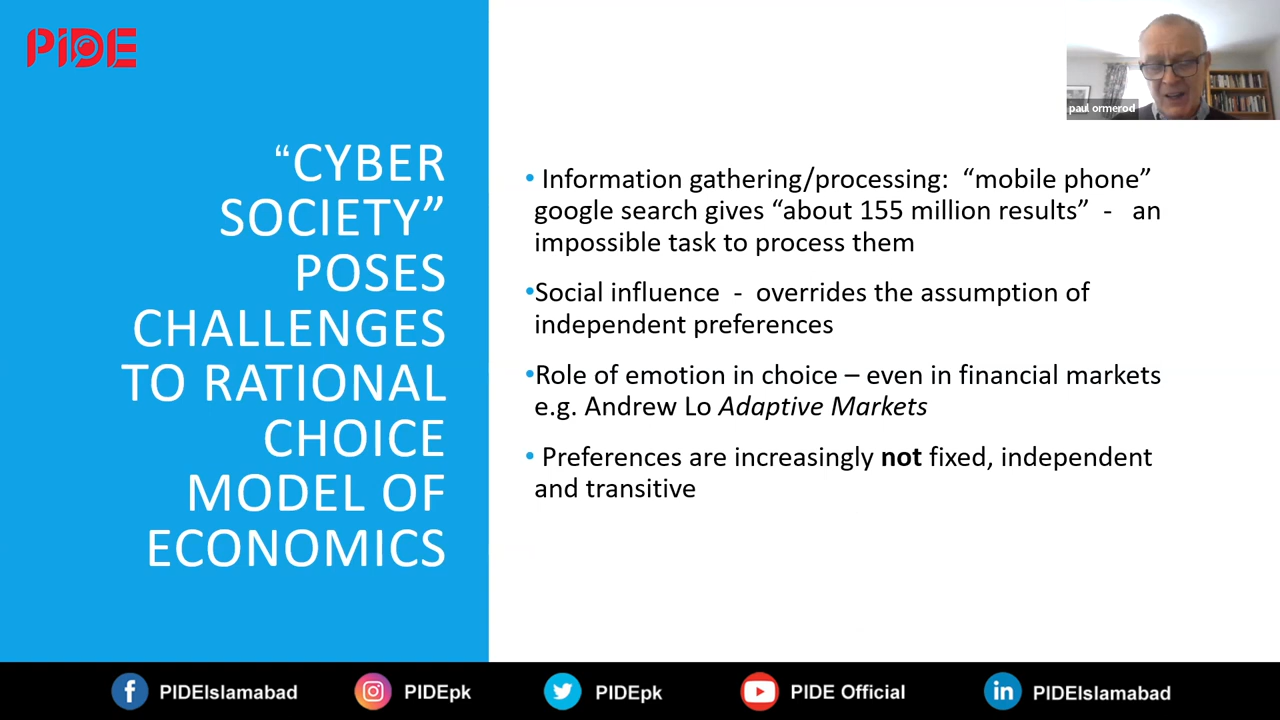 PIDE
“CYBER
SOCIETY”
POSES
CHALLENGES
TO RATIONAL
CHOICE
MODEL OF
ECONOMICS
paul ormerod
• Information gathering/processing: “mobile phone”
google search gives “about 155 million results” - an
impossible task to process them
•Social influence - overrides the assumption of
independent preferences
•Role of emotion in choice – even in financial markets
e.g. Andrew Lo Adaptive Markets
• Preferences are increasingly not fixed, independent
and transitive
PIDEIslamabad PIDEpk PIDEpk PIDE Official PIDEIslamabad